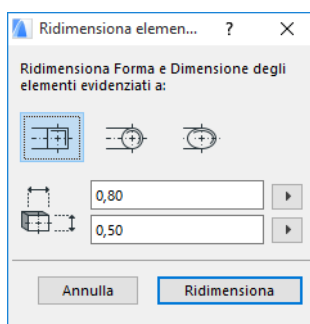 Ridimensiona elemen...
?
Ridimensiona Forma e Dimensione degli
elementi evidenziati a:
0,80
0,50
Annulla
Ridimensiona